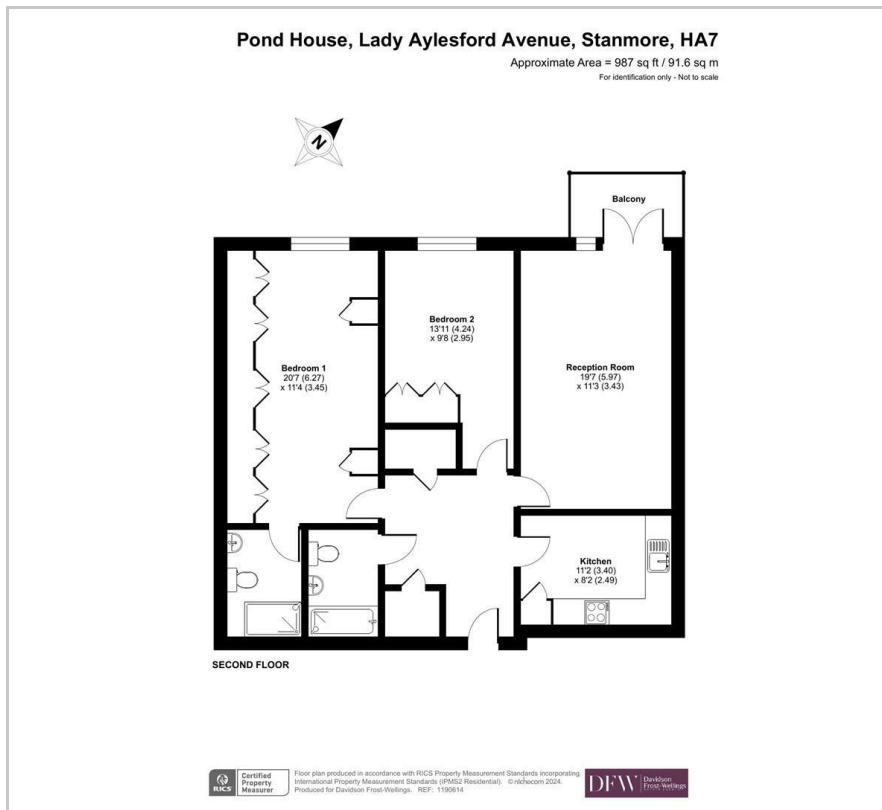 Pond House, Lady Aylesford Avenue, Stanmore, HA7
Approximate Area = 987 sq ft / 91.6 sq m
For identification only - Not to scale
N
Balcony
Bedroom 2
13'11 (4.24)
x 9'8 (2.95)
Bedroom 1
20'7 (6.27)
x 11'4 (3.45)
Reception Room
19'7 (5.97)
x 11'3 (3.43)
Kitchen
11'2 (3.40)
x 8'2 (2.49)
SECOND FLOOR
RICS
Certified
Property
Measurer
Floor plan produced in accordance with RICS Property Measurement Standards incorporating
International Property Measurement Standards (IPMS2 Residential). © nichecom 2024.
Produced for Davidson Frost-Wellings. REF: 1190614
DFW
Davidson
Frost-Wellings